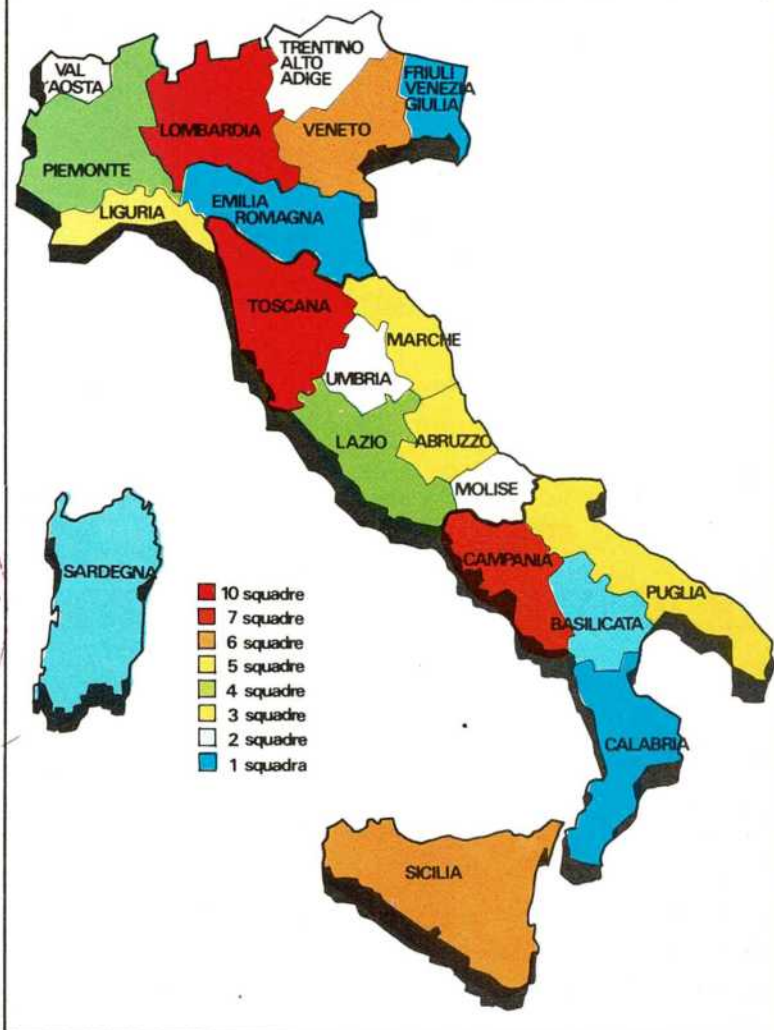 TRENTINO
ALTO
ADIGE
VAL
'AOSTA
FRIULI
VENEZIA
GIULIA
LOMBARDIA
VENETO
PIEMONTE
EMILIA
ROMAGNA
LIGURIA
TOSCANA
MARCHE
UMBRIA
LAZIO
ABRUZZO
MOLISE
CAMPANIA
PUGLIA
BASILICATA
SARDEGNA
CALABRIA
SICILIA
10 squadre
7 squadre
6 squadre
5 squadre
4 squadre
3 squadre
2 squadre
1 squadra